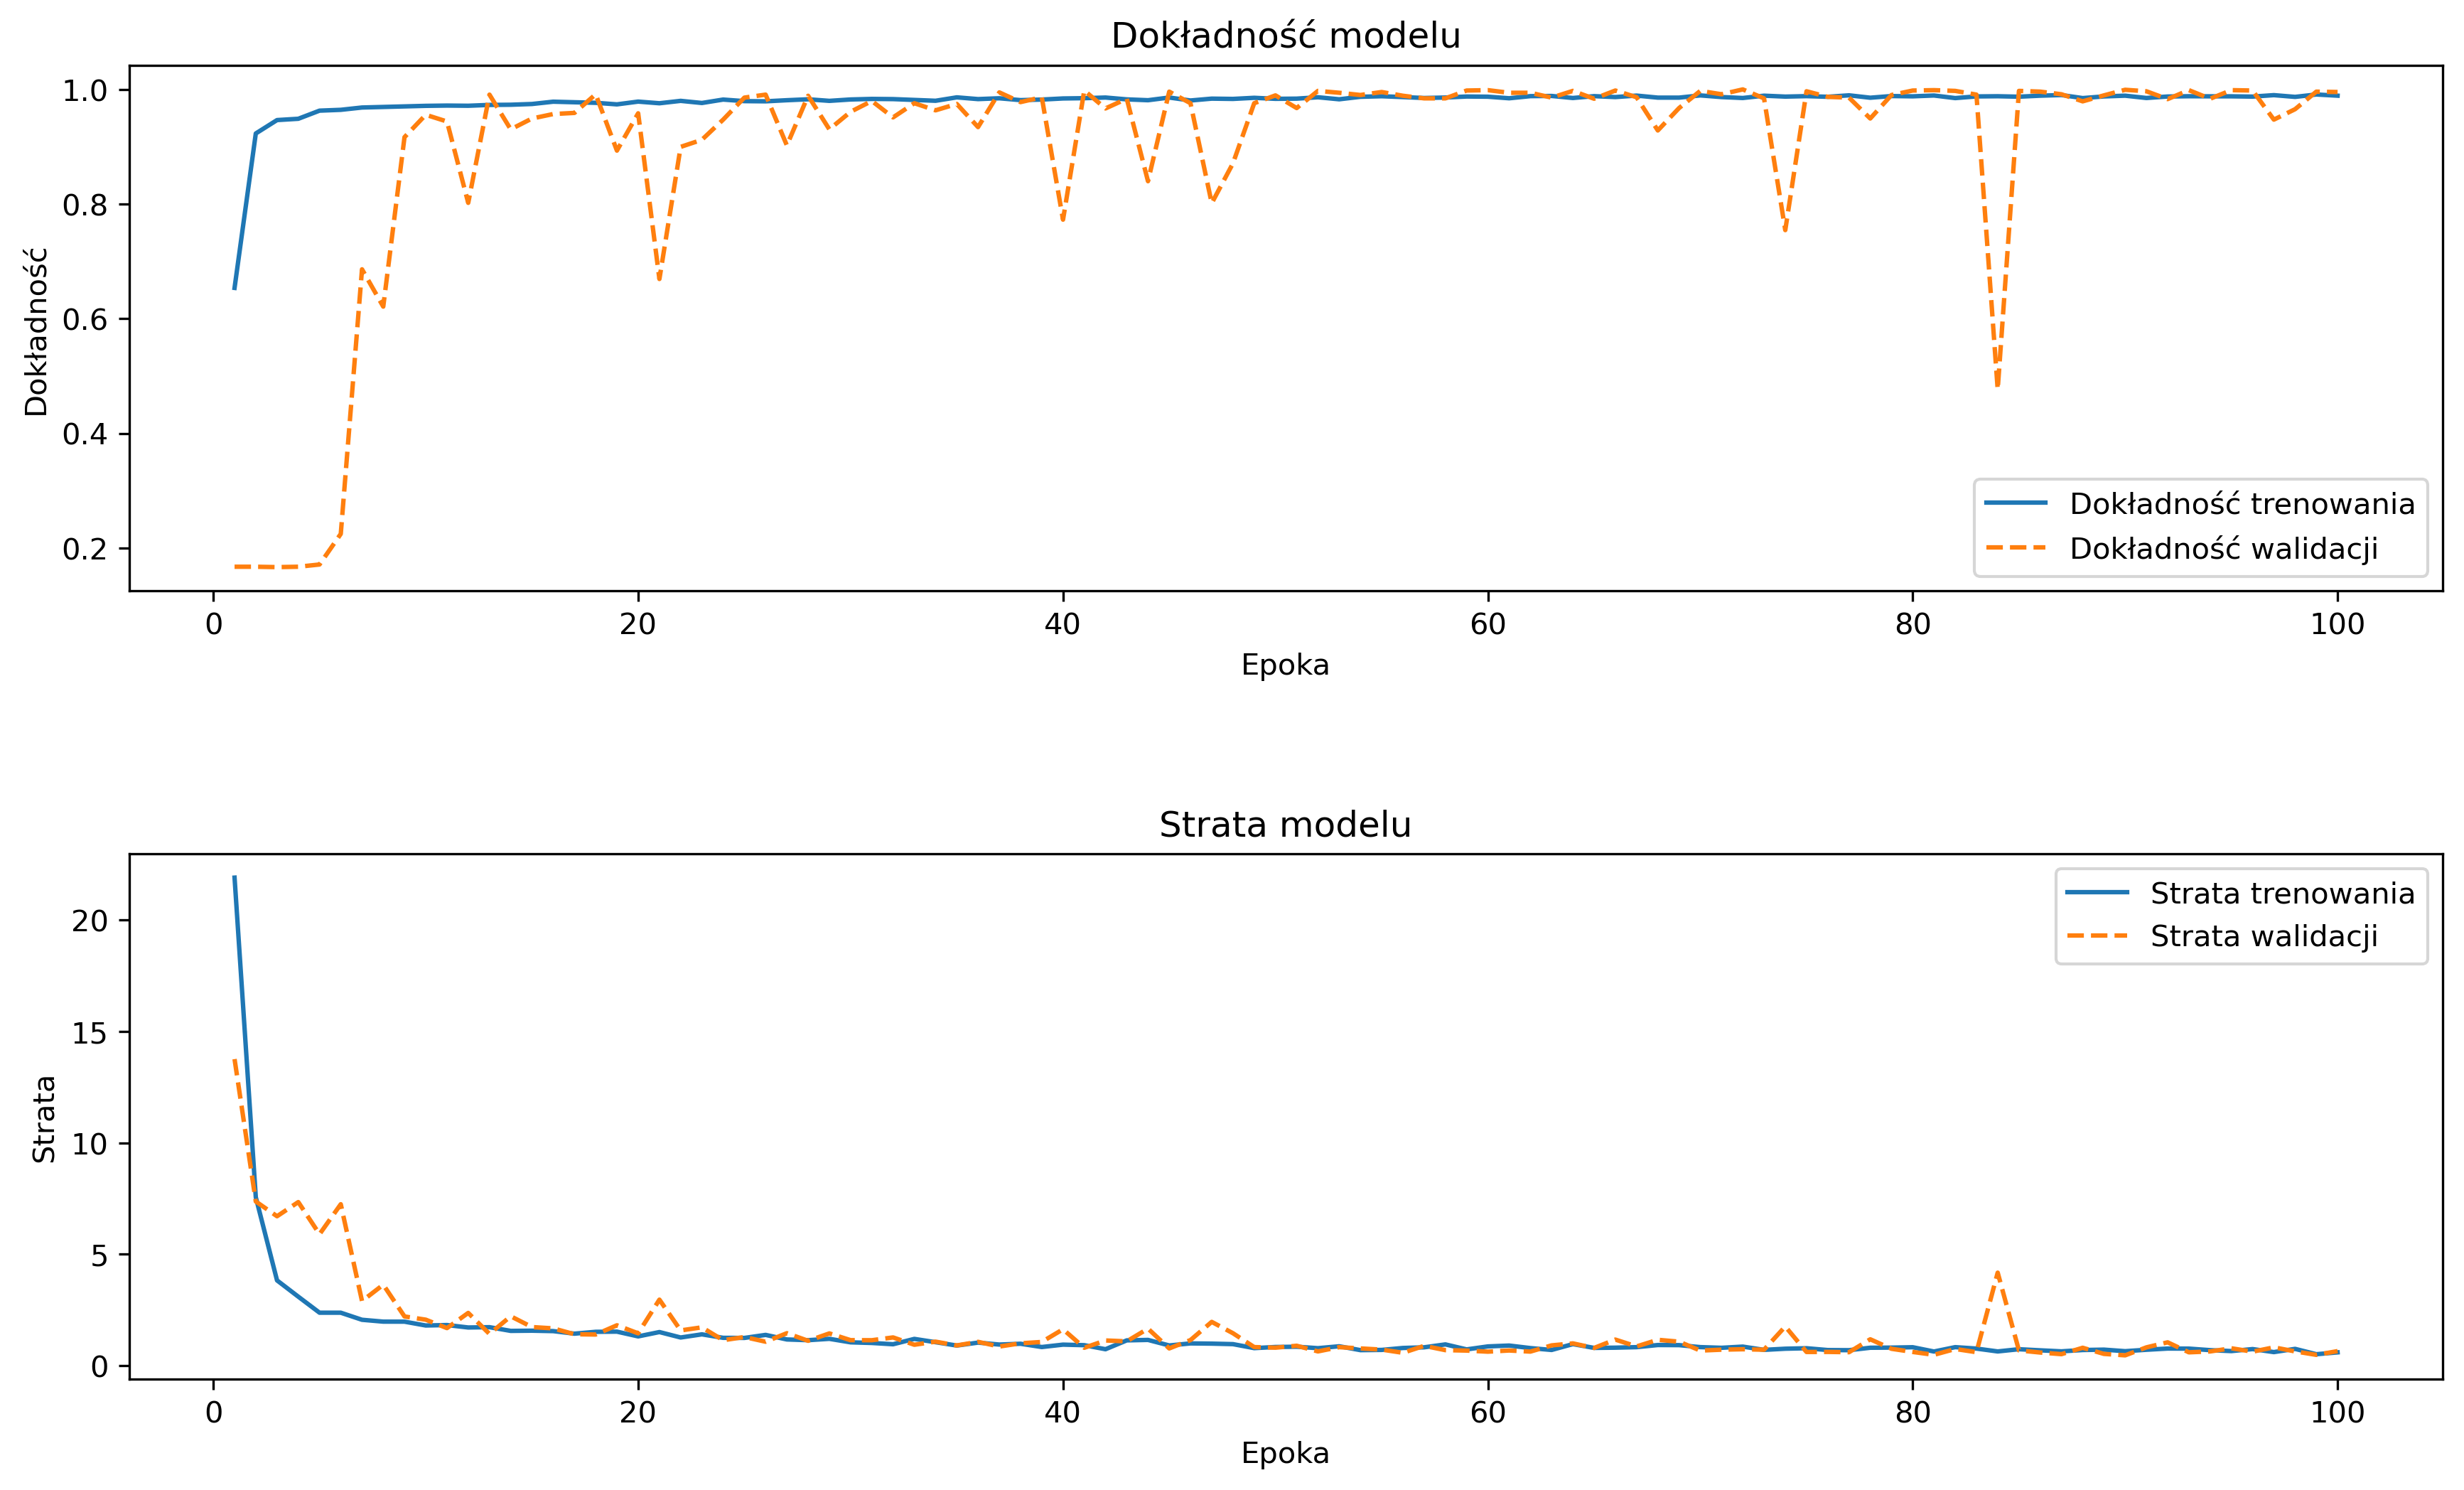 Dokładność modelu
1.0
0.8
0.6
0.4
0.2
Dokładność
Dokładność trenowania
Dokładność walidacji
0 20 40 60 80 100
Epoka
Strata modelu
20
15
10
5
0
Strata
Strata trenowania
Strata walidacji
0 20 40 60 80 100
Epoka